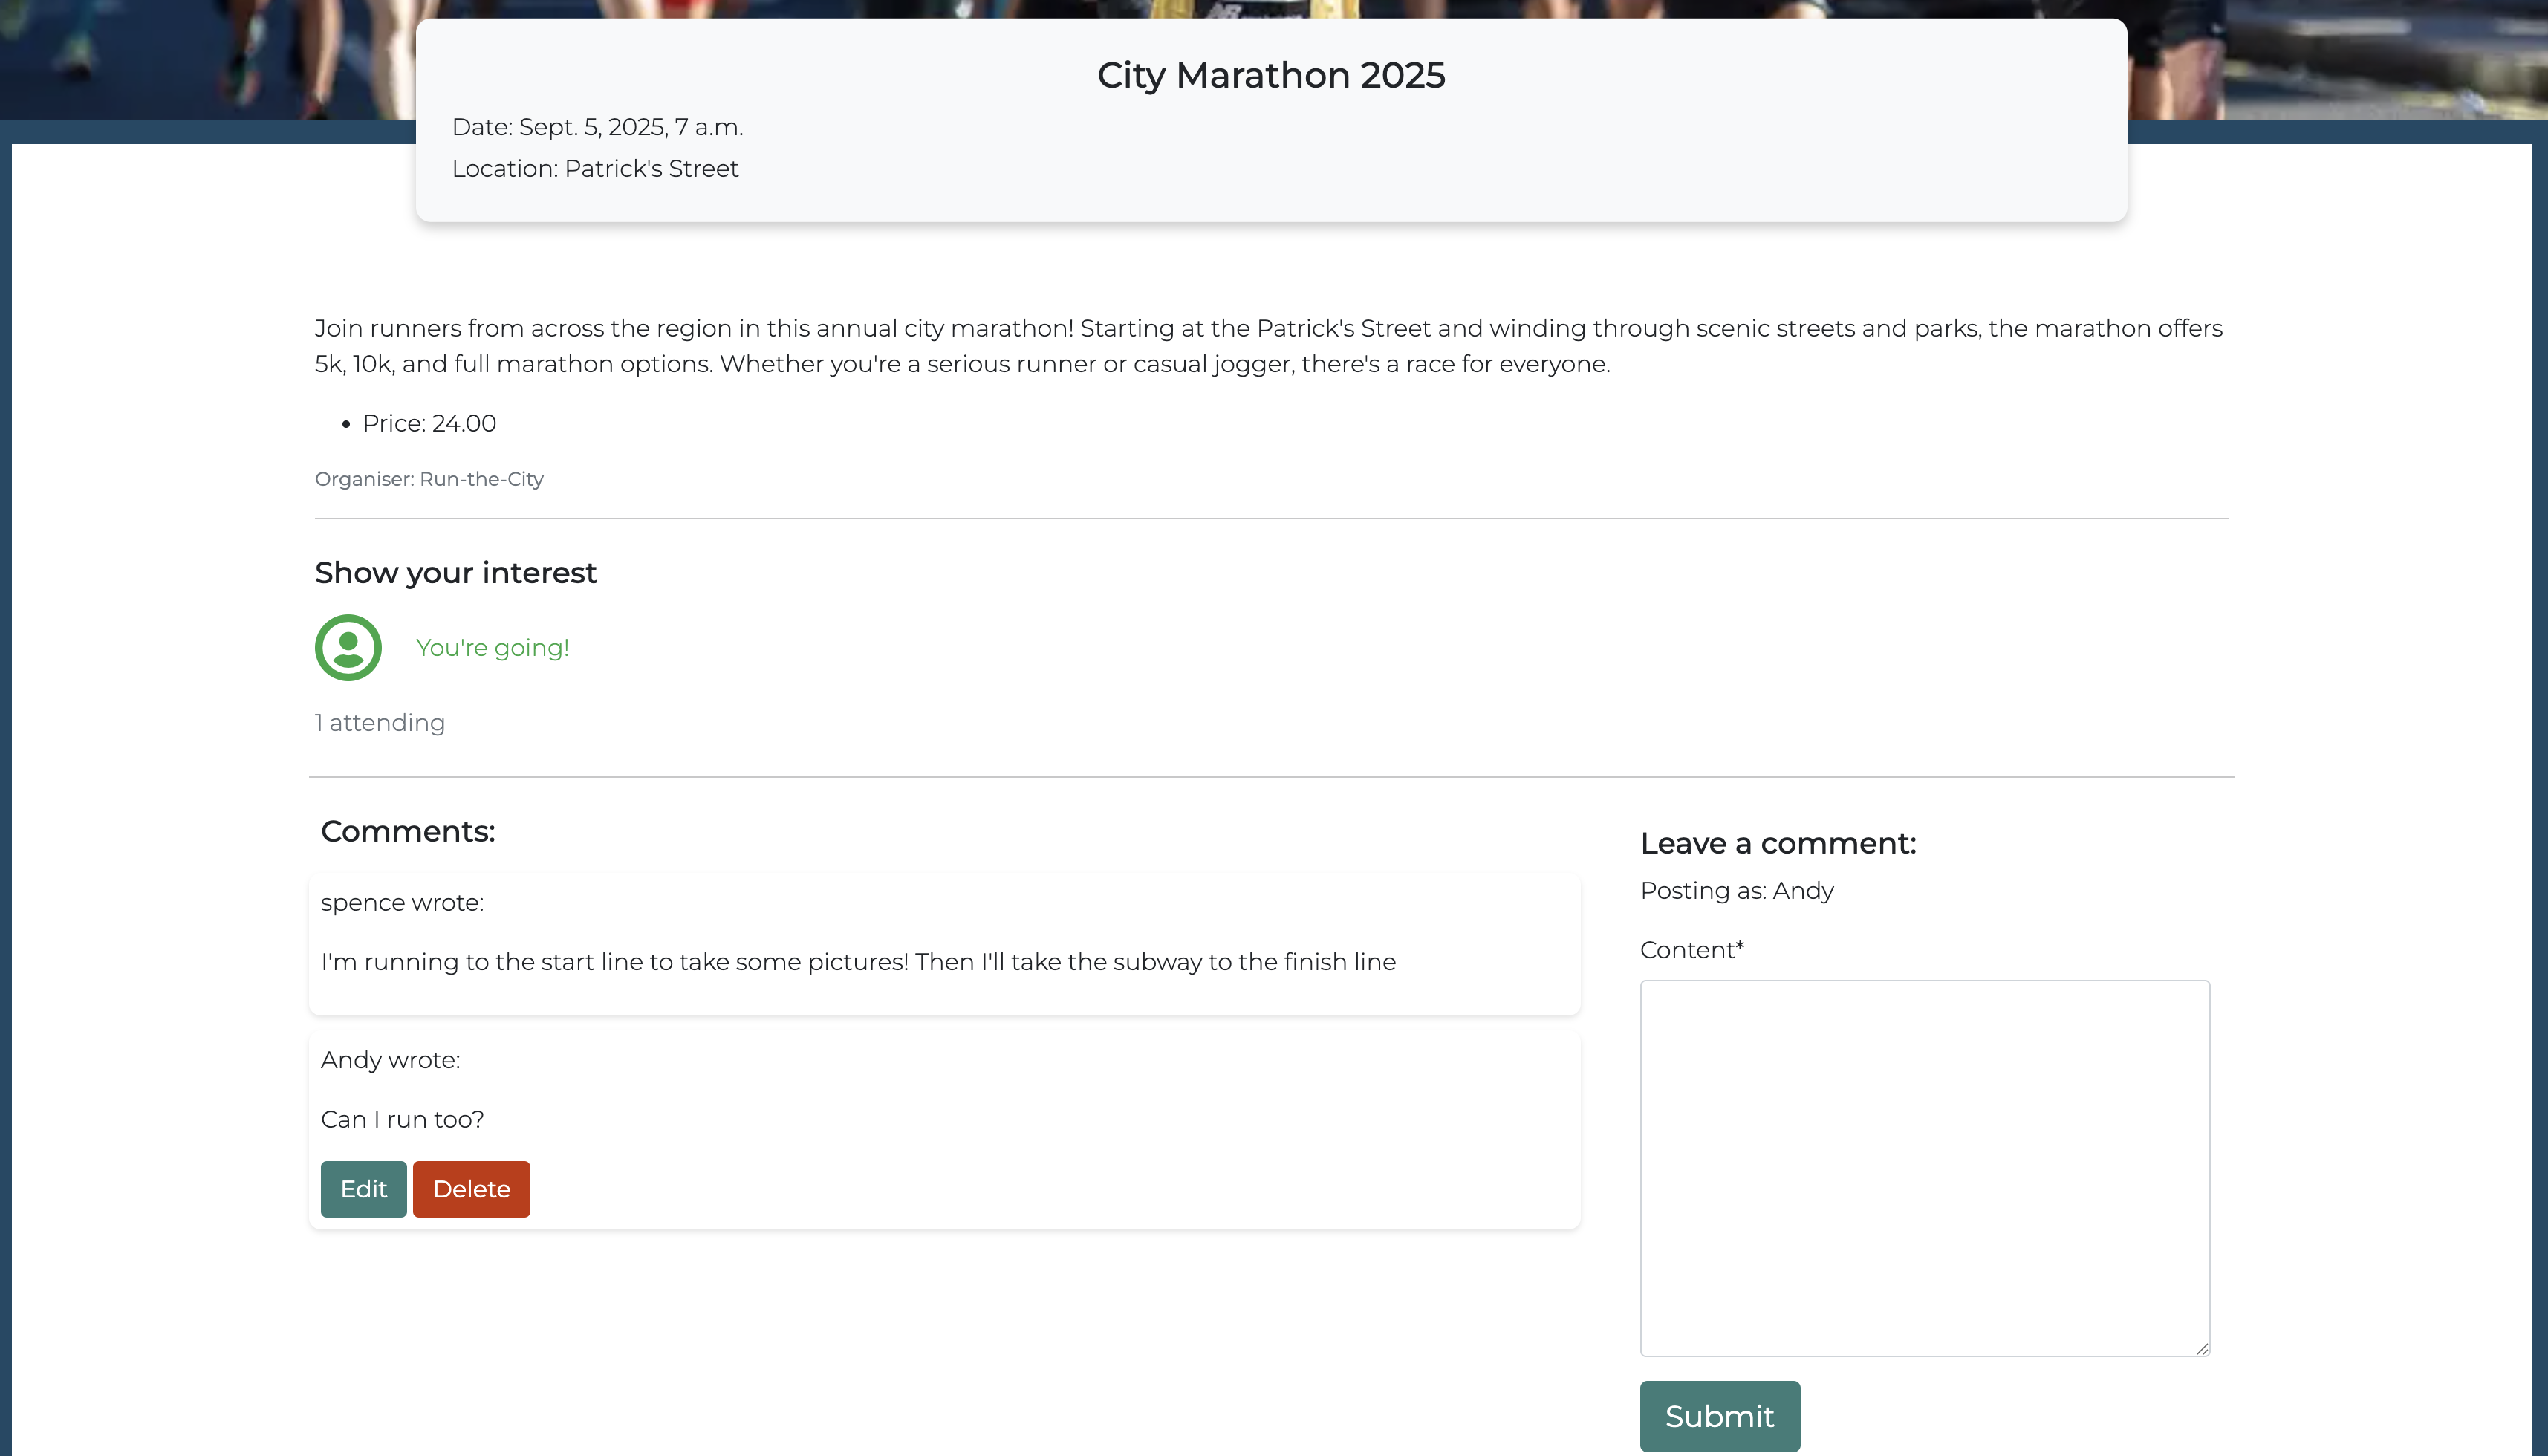 City Marathon 2025
Date: Sept. 5, 2025, 7 a.m.
Location: Patrick's Street
Join runners from across the region in this annual city marathon! Starting at the Patrick's Street and winding through scenic streets and parks, the marathon offers
5k, 10k, and full marathon options. Whether you're a serious runner or casual jogger, there's a race for everyone.
• Price: 24.00
Organiser: Run-the-City
Show your interest
You're going!
1 attending
Comments:
spence wrote:
I'm running to the start line to take some pictures! Then I'll take the subway to the finish line
Andy wrote:
Can I run too?
Edit Delete
Leave a comment:
Posting as: Andy
Content*
Submit